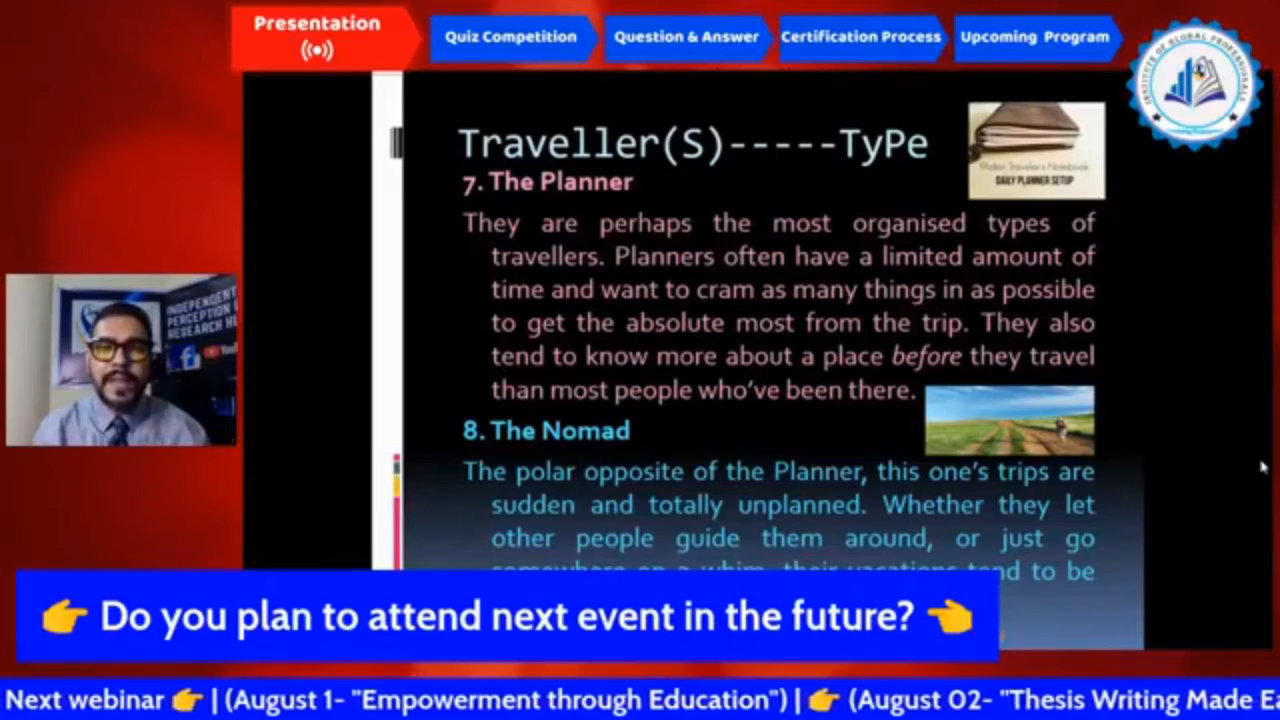 Presentation
Quiz Competition
Question & Answer
Certification Process
Upcoming Program
INSTITUTE OF GLOBAL PROFESSIONALS
Traveller(S)-----TyPe
DAILY PLANNER SETUP
7. The Planner
They are perhaps the most organised types of
travellers. Planners often have a limited amount of
time and want to cram as many things in as possible
to get the absolute most from the trip. They also
tend to know more about a place before they travel
than most people who've been there.
8. The Nomad
The polar opposite of the Planner, this one's trips are
sudden and totally unplanned. Whether they let
other people guide them around, or just go
somewhere on a whim, their vacations tend to be
INDEPENDENT
PERCEPTION
RESEARCH
👉 Do you plan to attend next event in the future? 👈
Next webinar 👉 | (August 1- "Empowerment through Education") | 👉 (August 02- "Thesis Writing Made